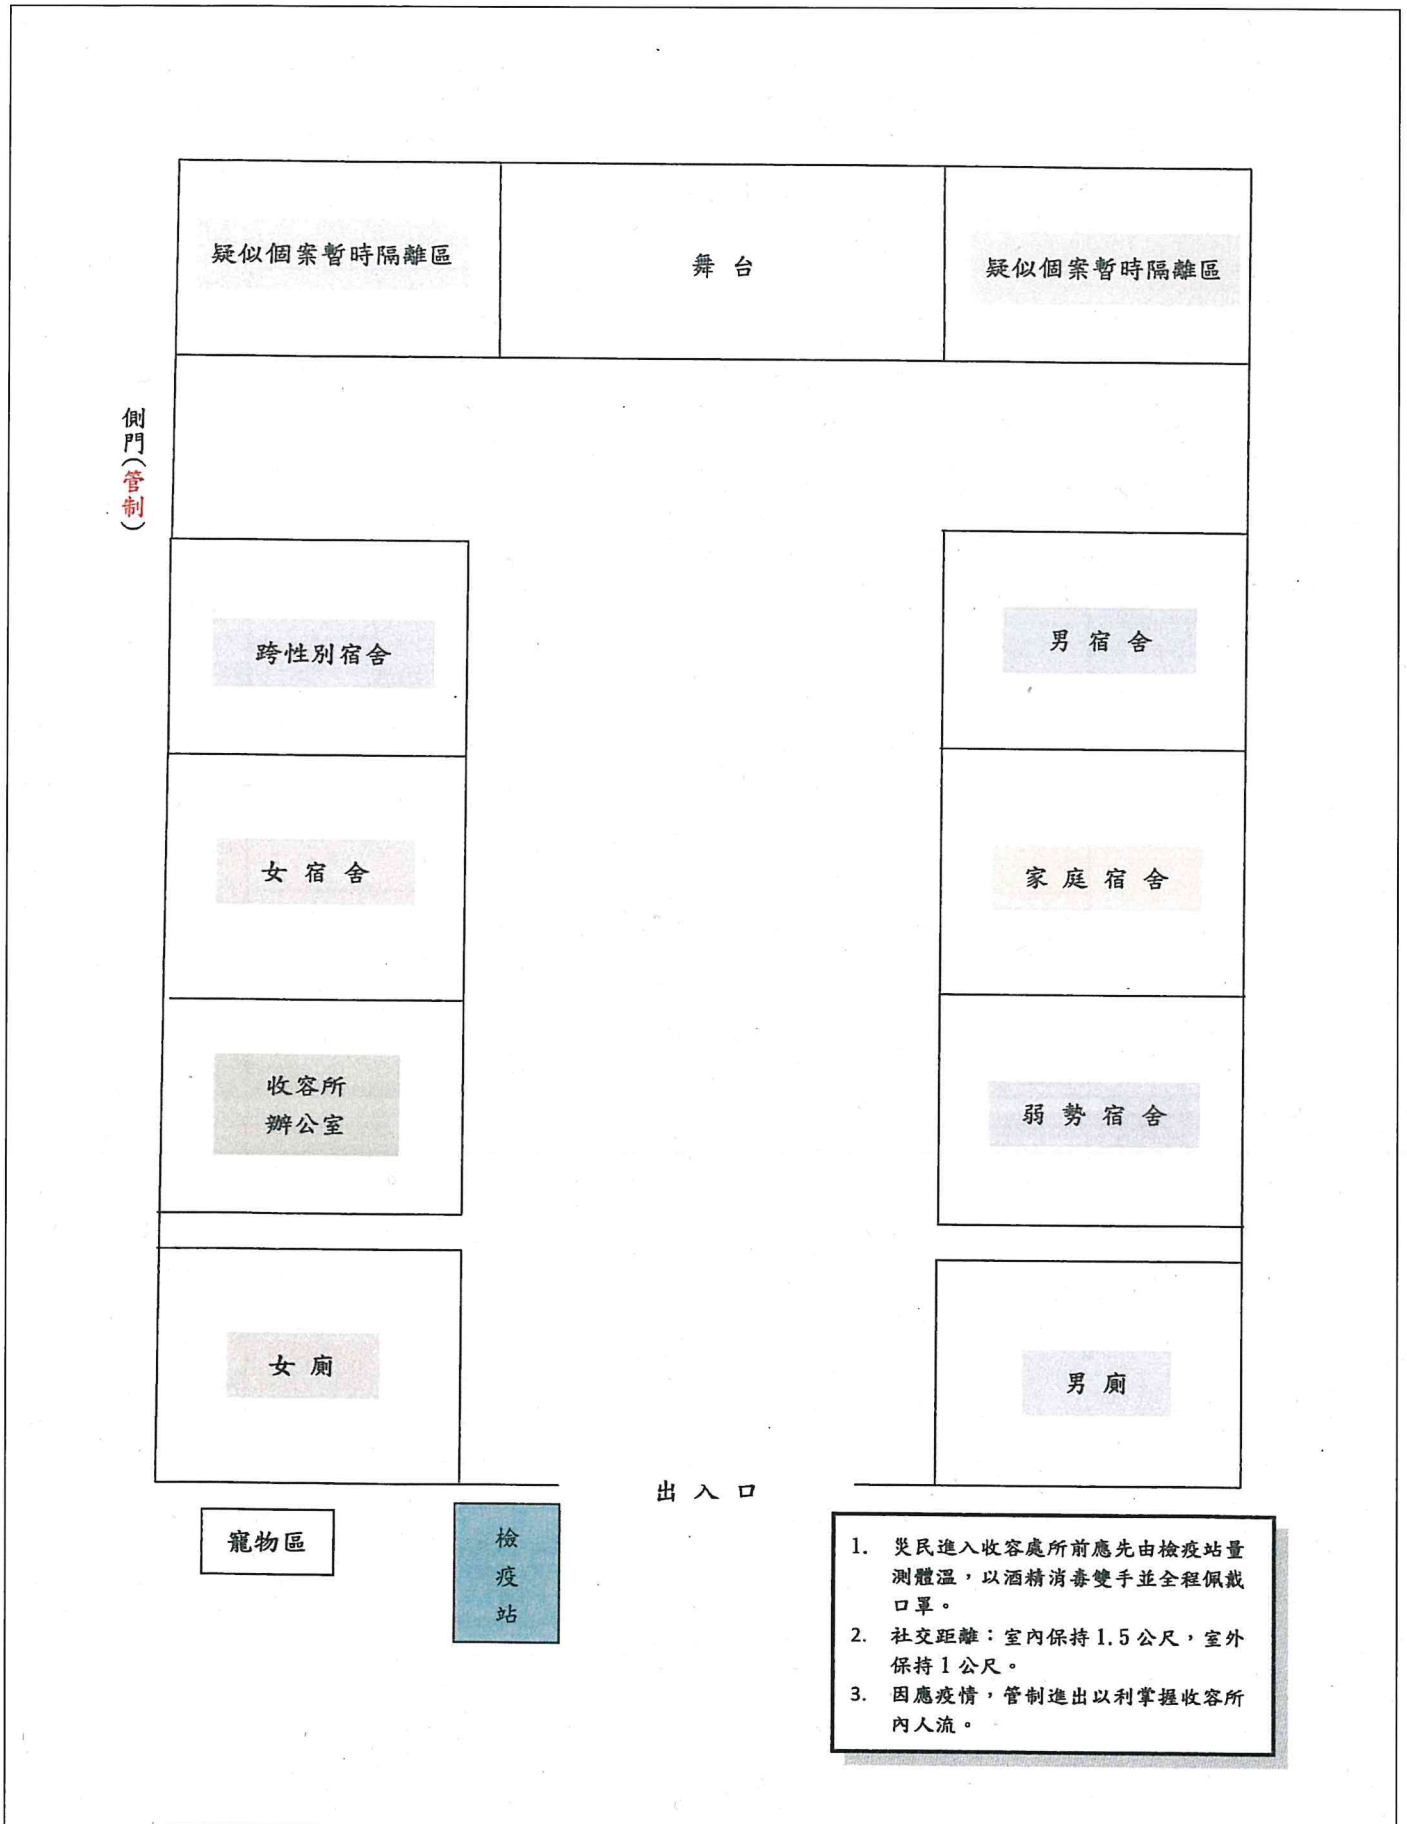 疑似個案暫時隔離區
舞台
疑似個案暫時隔離區
側門(管制)
跨性別宿舍
男宿舍
女宿舍
家庭宿舍
收容所
辦公室
弱勢宿舍
女廁
男廁
出入口
寵物區
檢疫站
1. 災民進入收容處所前應先由檢疫站量
測體溫，以酒精消毒雙手並全程佩戴
口罩。
2. 社交距離：室內保持1.5公尺，室外
保持1公尺。
3. 因應疫情，管制進出以利掌握收容所
內人流。